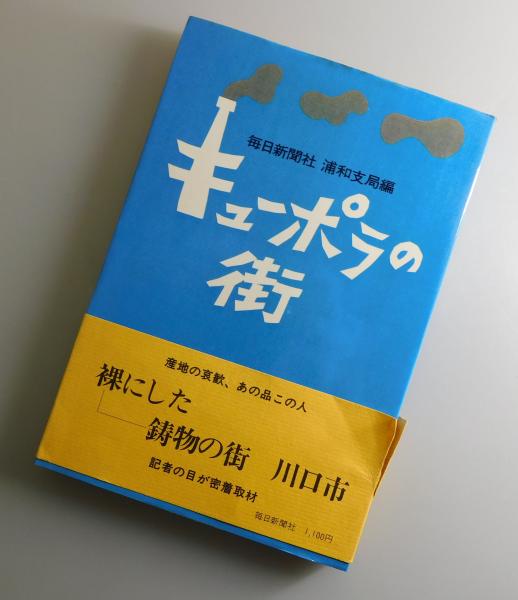 毎日新聞社 浦和支局編
キューポラの
街
産地の哀歓、あの品この人
裸にした
鋳物の街 川口市
記者の目が密着取材
毎日新聞社 1,100円